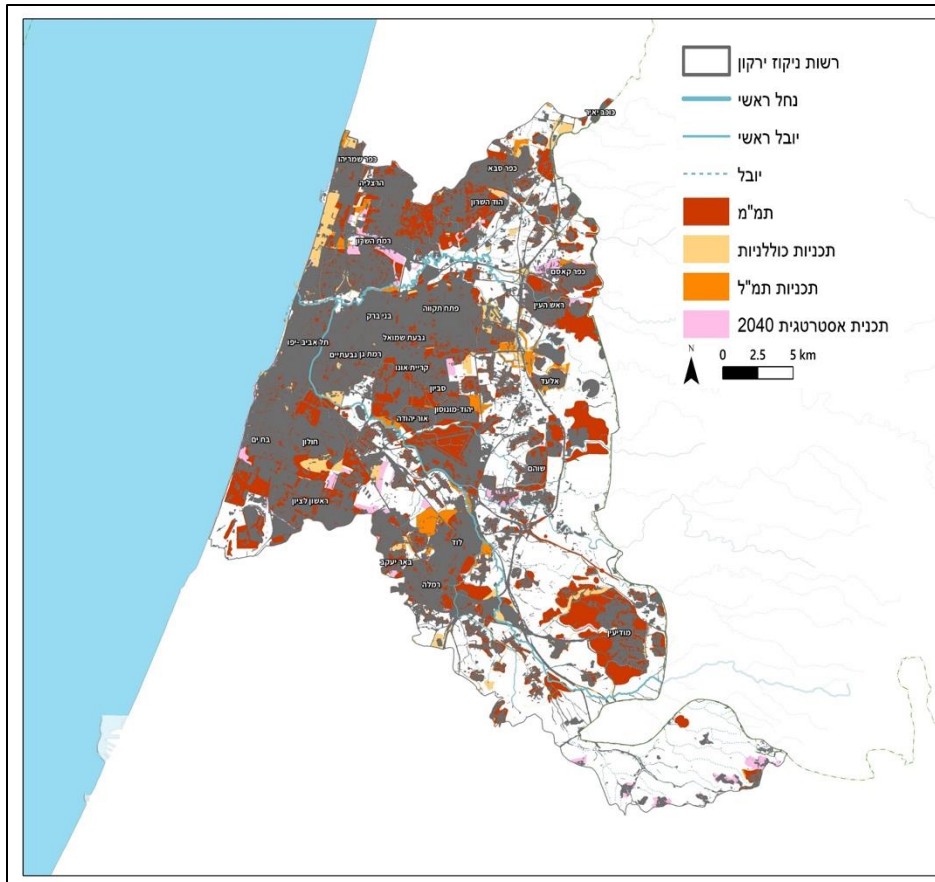 רשות ניקוז ירקון
נחל ראשי
יובל ראשי
יובל
תמ"מ
תכניות כוללניות
תכניות תמ"ל
תכנית אסטרטגית 2040
N
0 2.5 5 km
כוכב יאיר
כפר שמריהו
הרצליה
כפר סבא
הוד השרון
רמת השרון
כפר קאסם
ראש העין
פתח תקווה
בני ברק
גבעת שמואל
תל אביב -יפו
רמת גן גבעתיים
קריית אונו
אלעד
סביון
יהוד-מונוסון
אור יהודה
בת ים
חולון
שוהם
ראשון לציון
לוד
באר יעקב
רמלה
מודיעין